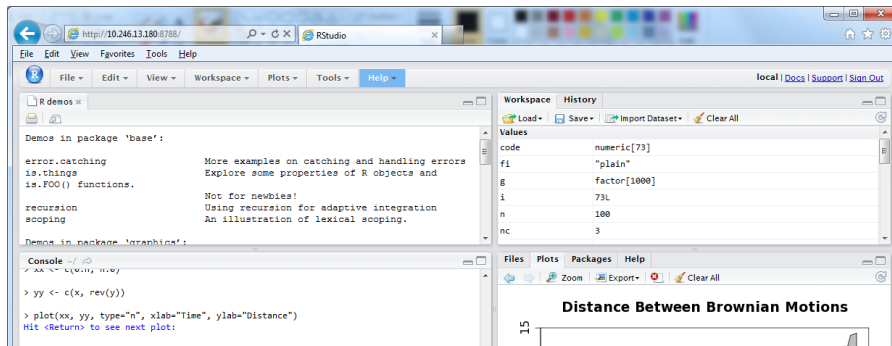 http://10.246.13.180:8788/
RStudio
File Edit View Favorites Tools Help
R File Edit View Workspace Plots Tools Help
local | Docs | Support | Sign Out
R demos
Demos in package 'base':
error.catching More examples on catching and handling errors
is.things Explore some properties of R objects and
is.FOO() functions.
Not for newbies!
recursion Using recursion for adaptive integration
scoping An illustration of lexical scoping.
Demos in package 'graphics':
Workspace History
Load Save Import Dataset Clear All
Values
code numeric[73]
fi "plain"
g factor[1000]
i 73L
n 100
nc 3
Console ~/
> xx <- c(0:n, n:0)
> yy <- c(x, rev(y))
> plot(xx, yy, type="n", xlab="Time", ylab="Distance")
Hit <Return> to see next plot:
Files Plots Packages Help
Zoom Export Clear All
Distance Between Brownian Motions
15